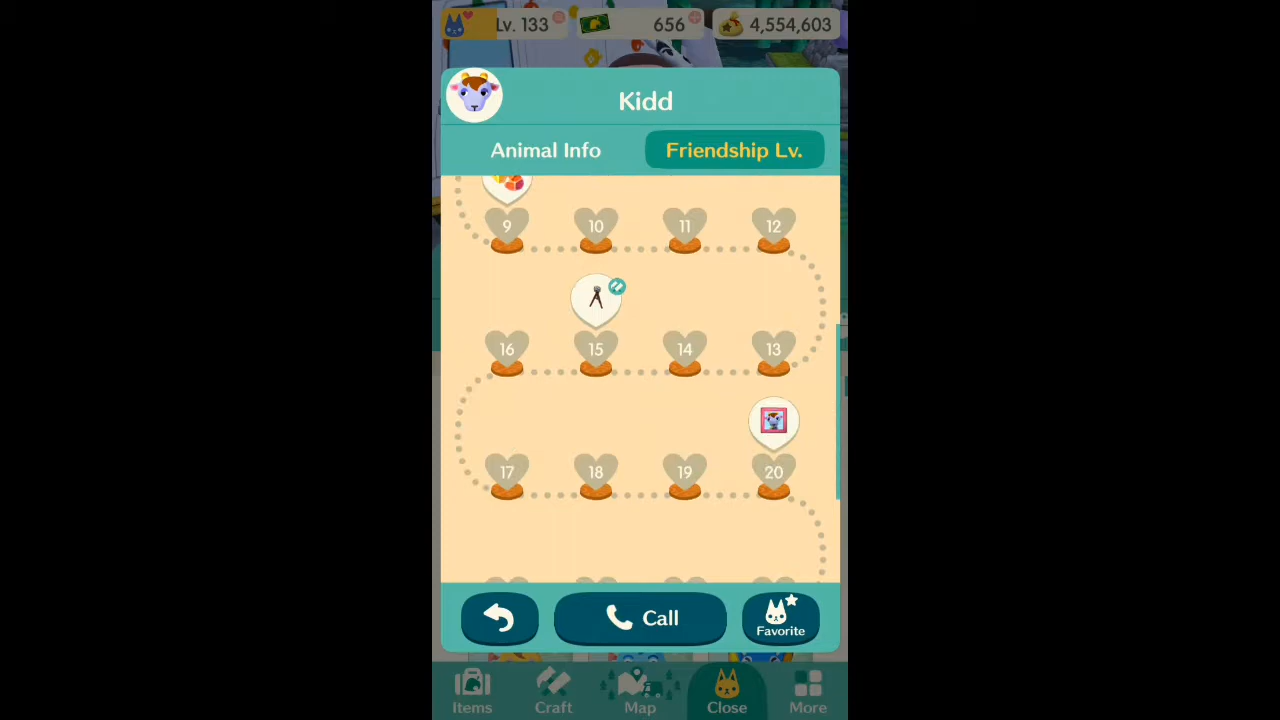 Lv. 133 656 4,554,603
Kidd
Animal Info Friendship Lv.
9 10 11 12
16 15 14 13
17 18 19 20
Call Favorite
Items Craft Map Close More